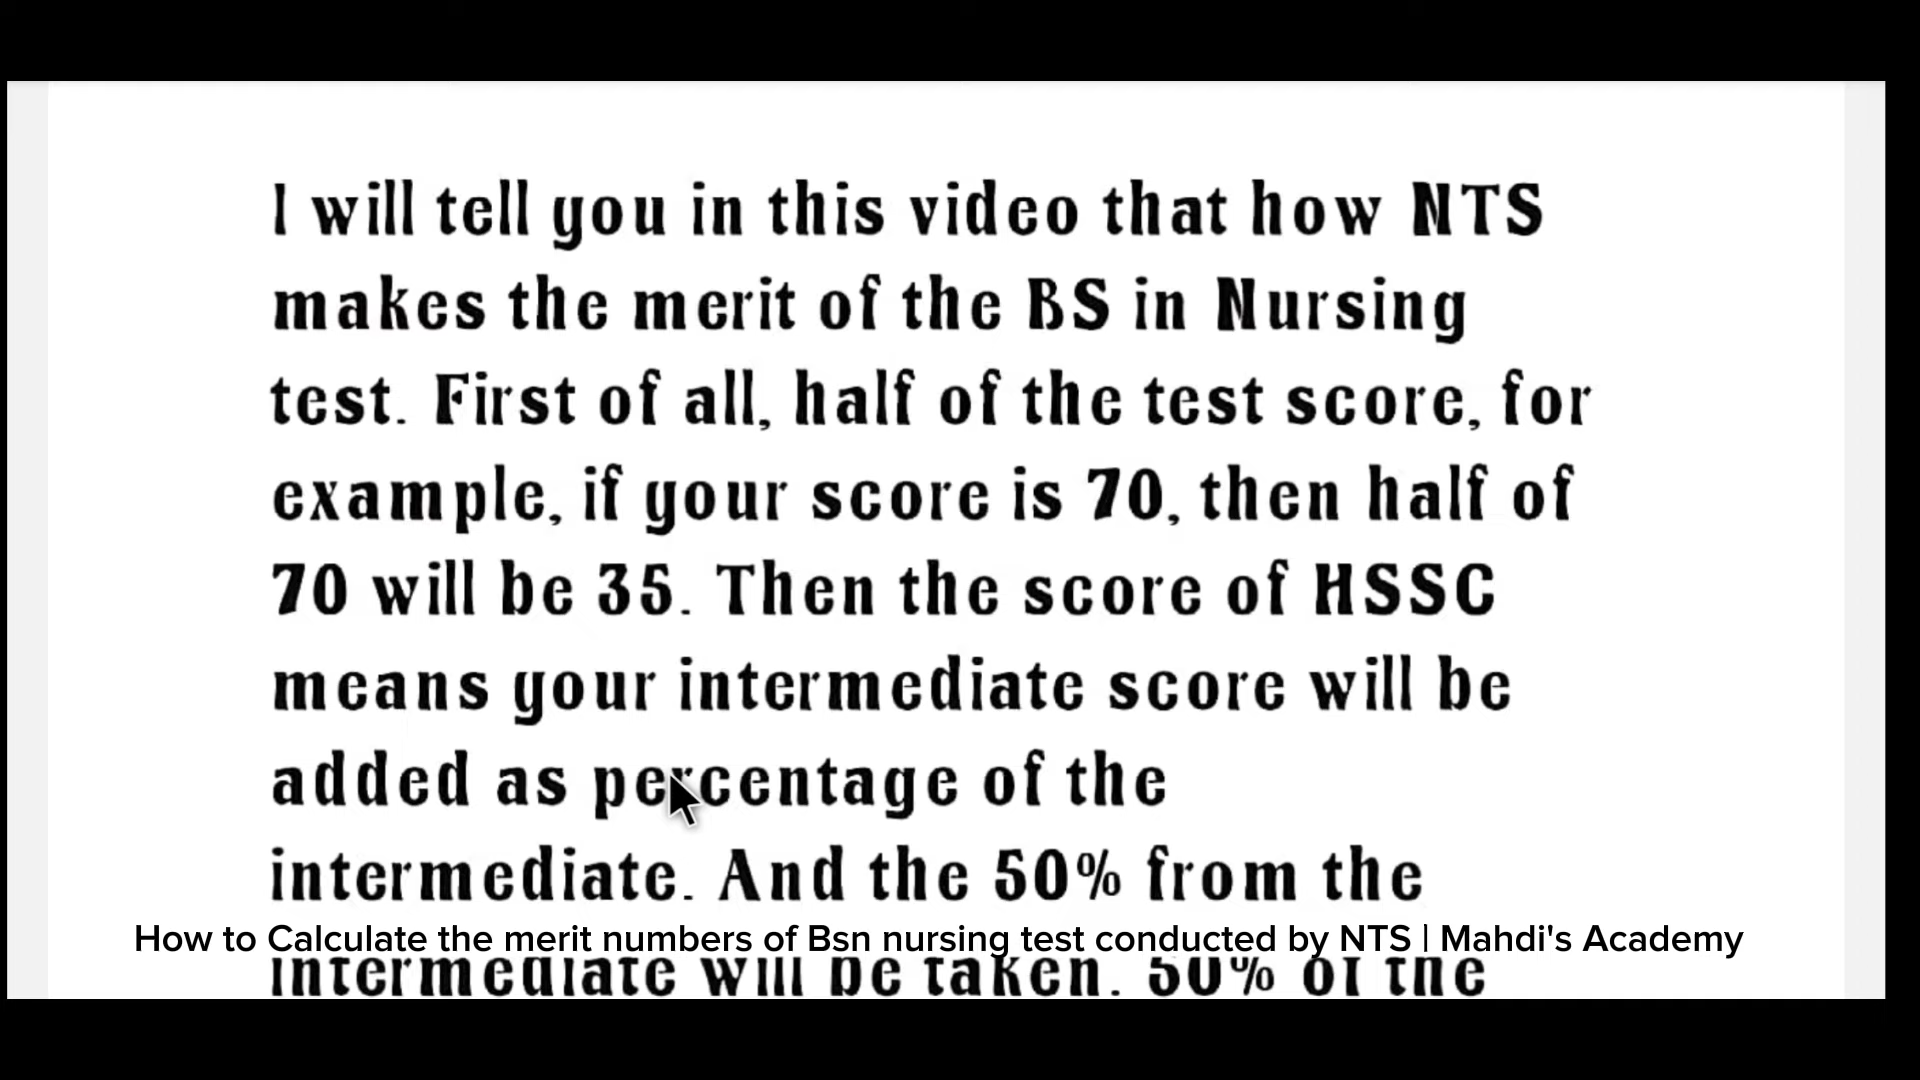 I will tell you in this video that how NTS
makes the merit of the BS in Nursing
test. First of all, half of the test score, for
example, if your score is 70, then half of
70 will be 35. Then the score of HSSC
means your intermediate score will be
added as percentage of the
intermediate. And the 50% from the
How to Calculate the merit numbers of Bsn nursing test conducted by NTS | Mahdi's Academy
intermediate will be taken. 50% of the